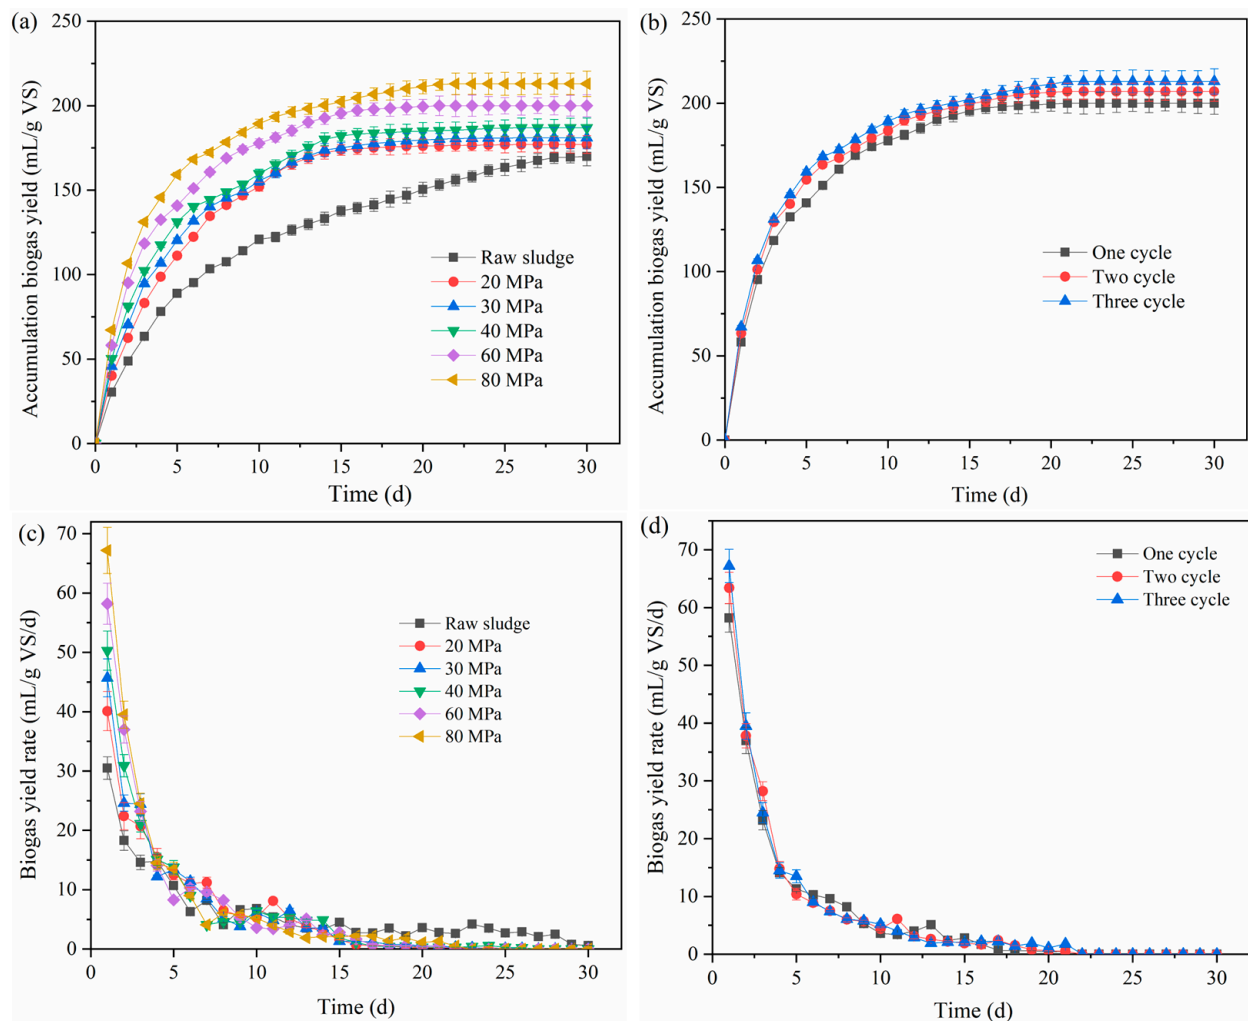 (a)
250
200
150
100
50
0
Accumulation biogas yield (mL/g VS)
Raw sludge
20 MPa
30 MPa
40 MPa
60 MPa
80 MPa
0 5 10 15 20 25 30
Time (d)
(b)
250
200
150
100
50
0
Accumulation biogas yield (mL/g VS)
One cycle
Two cycle
Three cycle
0 5 10 15 20 25 30
Time (d)
(c)
70
60
50
40
30
20
10
0
Biogas yield rate (mL/g VS/d)
Raw sludge
20 MPa
30 MPa
40 MPa
60 MPa
80 MPa
0 5 10 15 20 25 30
Time (d)
(d)
70
60
50
40
30
20
10
0
Biogas yield rate (mL/g VS/d)
One cycle
Two cycle
Three cycle
0 5 10 15 20 25 30
Time (d)